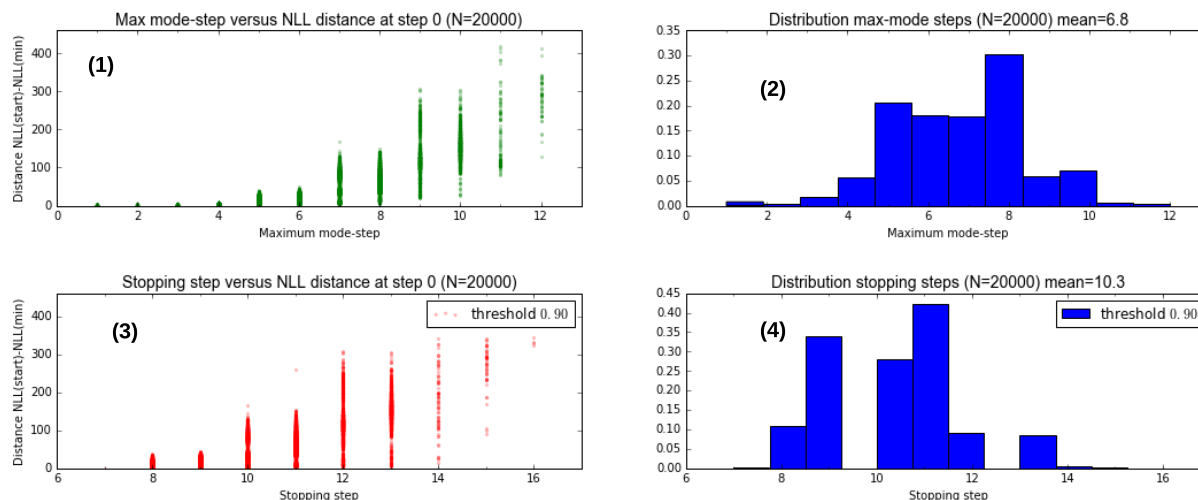 Max mode-step versus NLL distance at step 0 (N=20000)
Distance NLL(start)-NLL(min)
400
300
200
100
0
(1)
0 2 4 6 8 10 12
Maximum mode-step
Distribution max-mode steps (N=20000) mean=6.8
0.35
0.30
0.25
0.20
0.15
0.10
0.05
0.00
(2)
0 2 4 6 8 10 12
Maximum mode-step
Stopping step versus NLL distance at step 0 (N=20000)
Distance NLL(start)-NLL(min)
400
300
200
100
0
(3)
threshold 0.90
6 8 10 12 14 16
Stopping step
Distribution stopping steps (N=20000) mean=10.3
0.45
0.40
0.35
0.30
0.25
0.20
0.15
0.10
0.05
0.00
(4)
threshold 0.90
6 8 10 12 14 16
Stopping step